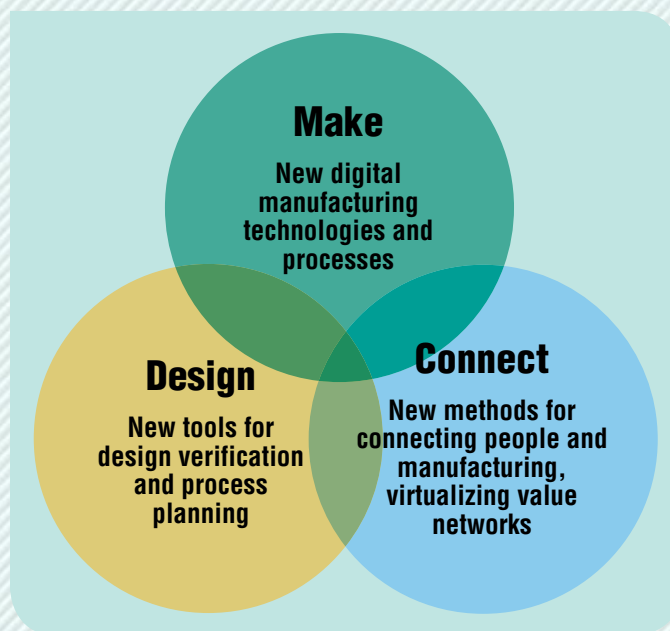 Make
New digital
manufacturing
technologies and
processes
Design
New tools for
design verification
and process
planning
Connect
New methods for
connecting people and
manufacturing,
virtualizing value
networks